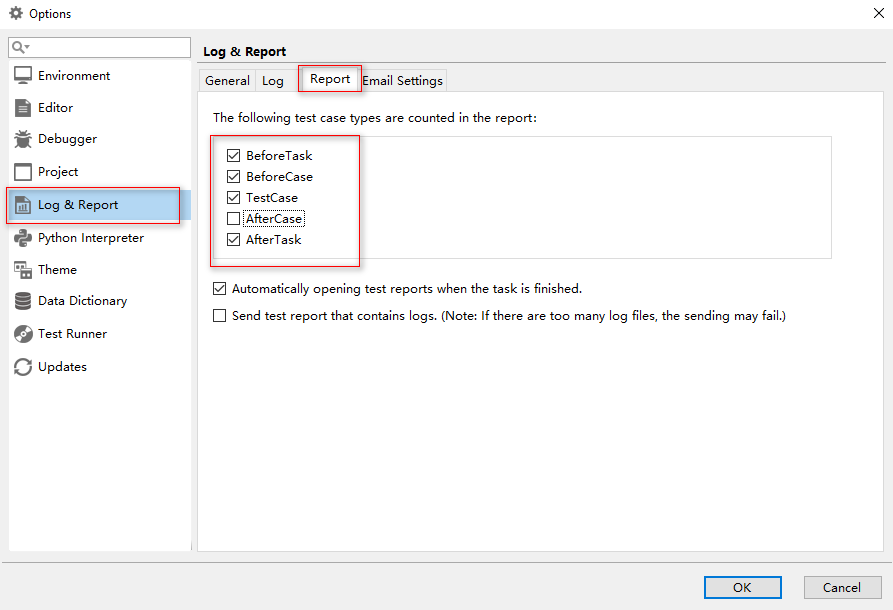 Options
Log & Report
General
Log
Report
Email Settings
Environment
Editor
Debugger
Project
Log & Report
Python Interpreter
Theme
Data Dictionary
Test Runner
Updates
The following test case types are counted in the report:
BeforeTask
BeforeCase
TestCase
AfterCase
AfterTask
Automatically opening test reports when the task is finished.
Send test report that contains logs. (Note: If there are too many log files, the sending may fail.)
OK
Cancel